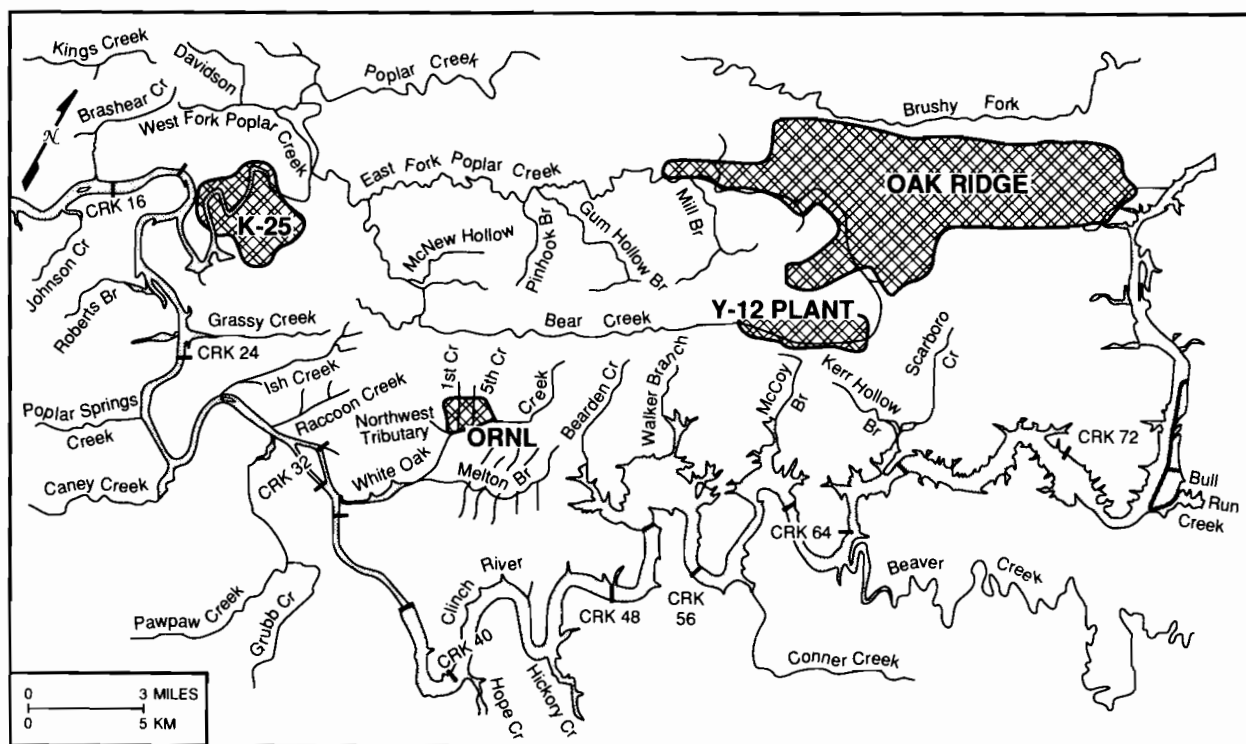 Kings Creek
Davidson
Poplar Creek
Brashear Cr
West Fork Poplar Creek
Brushy Fork
N
CRK 16
K-25
East Fork Poplar Creek
OAK RIDGE
Johnson Cr
McNew Hollow
Pinhook Br
Gum Hollow Br
Mill Br
Roberts Br
Grassy Creek
Bear Creek
Y-12 PLANT
CRK 24
Ish Creek
1st Cr
5th Cr
Creek
Bearden Cr
Walker Branch
McCoy Br
Kerr Hollow Br
Scarboro Cr
Poplar Springs Creek
Raccoon Creek
Northwest Tributary
ORNL
CRK 72
Caney Creek
CRK 32
White Oak
Melton Br
Bull Run Creek
CRK 64
Clinch River
Beaver Creek
Pawpaw Creek
Grubb Cr
CRK 40
CRK 48
CRK 56
Conner Creek
Hope Cr
Hickory Cr
0 3 MILES
0 5 KM